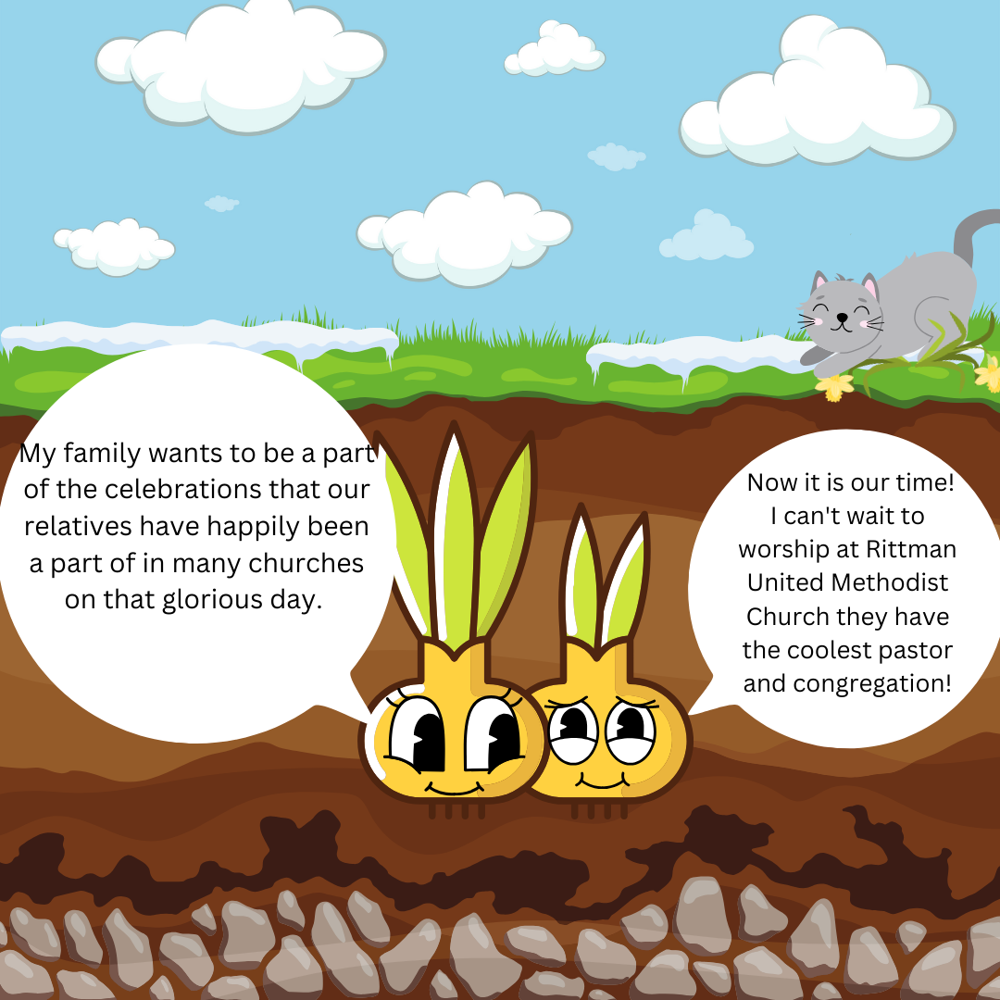 My family wants to be a part
of the celebrations that our
relatives have happily been
a part of in many churches
on that glorious day.
Now it is our time!
I can't wait to
worship at Rittman
United Methodist
Church they have
the coolest pastor
and congregation!